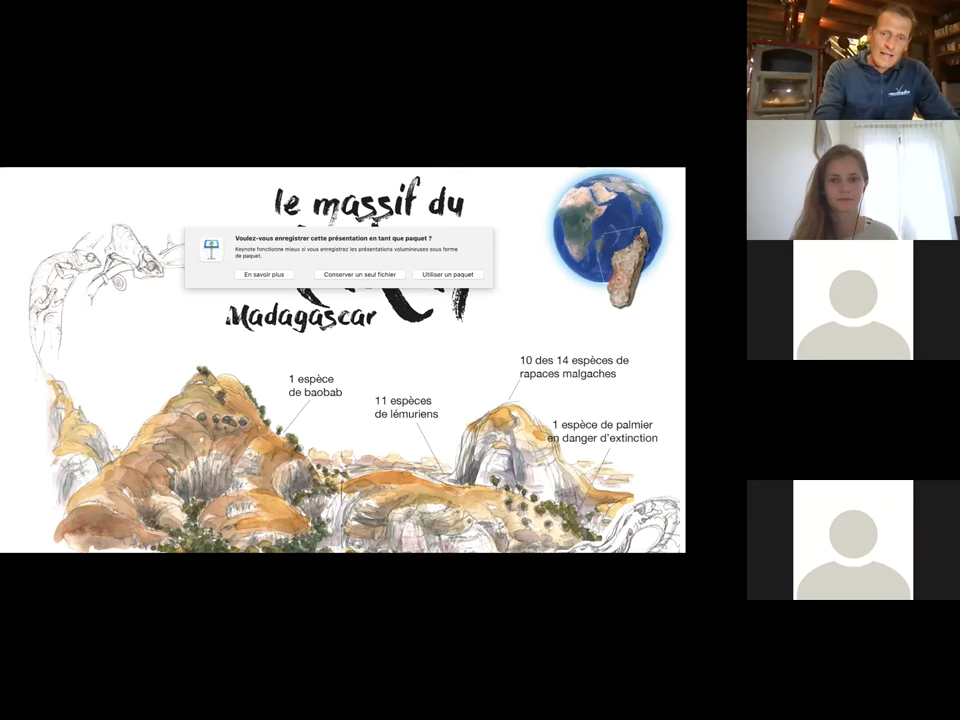 le massif du
Voulez-vous enregistrer cette présentation en tant que paquet ?
Keynote fonctionne mieux si vous enregistrez les présentations volumineuses sous forme
de paquet.
En savoir plus
Conserver un seul fichier
Utiliser un paquet
Madagascar
10 des 14 espèces de
rapaces malgaches
1 espèce
de baobab
11 espèces
de lémuriens
1 espèce de palmier
en danger d'extinction